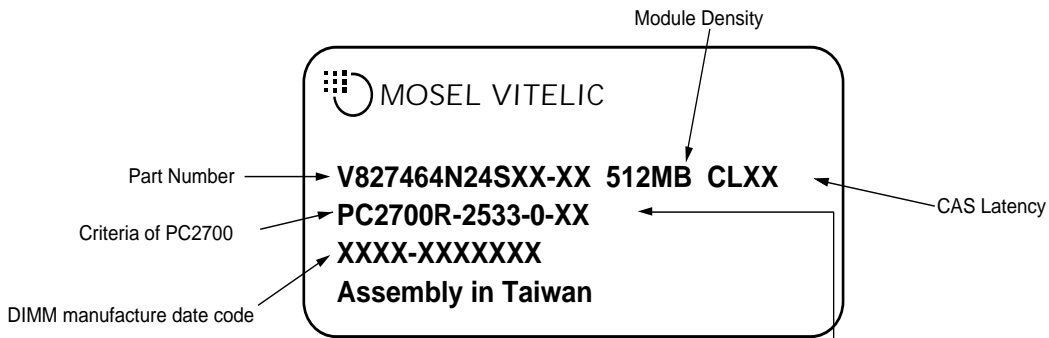 Module Density
MOSEL VITELIC
Part Number
V827464N24SXX-XX 512MB CLXX
CAS Latency
Criteria of PC2700
PC2700R-2533-0-XX
XXXX-XXXXXXX
DIMM manufacture date code
Assembly in Taiwan